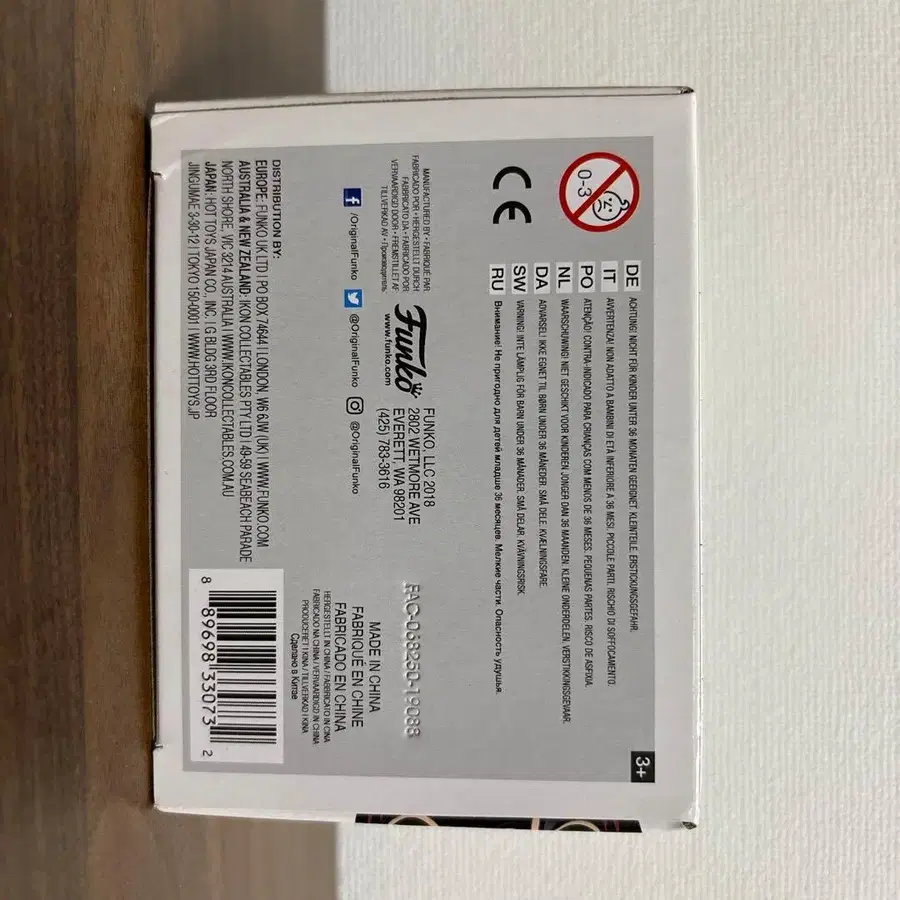 0-3
DE ACHTUNG! NICHT FÜR KINDER UNTER 36 MONATEN GEEIGNET. KLEINTEILE. ERSTICKUNGSGEFAHR.
IT AVVERTENZA! NON ADATTO A BAMBINI DI ETÀ INFERIORE A 36 MESI. PICCOLE PARTI. RISCHIO DI SOFFOCAMENTO.
PO ATENÇÃO! CONTRA-INDICADO PARA CRIANÇAS COM MENOS DE 36 MESES. PEQUENAS PARTES. RISCO DE ASFIXIA.
NL WAARSCHUWING! NIET GESCHIKT VOOR KINDEREN JONGER DAN 36 MAANDEN. KLEINE ONDERDELEN. VERSTIKKINGSGEVAAR.
DA ADVARSEL! IKKE EGNET TIL BØRN UNDER 36 MÅNEDER. SMÅ DELE. KVÆLNINGSFARE.
SW VARNING! INTE LÄMPLIG FÖR BARN UNDER 36 MÅNADER. SMÅ DELAR. KVÄVNINGSRISK.
RU Внимание! Не пригодно для детей младше 36 месяцев. Мелкие части. Опасность удушья.
3+
CE
MANUFACTURED BY • FABRIQUÉ PAR
FABRICADO POR • HERGESTELLT DURCH
FABBRICATO DA • FABRICADO POR
VERVAARDIGD DOOR • FREMSTILLET AF
TILLVERKAD AV • Производитель:
Funko
www.funko.com
FUNKO, LLC 2018
2802 WETMORE AVE
EVERETT, WA 98201
(425) 783-3616
FAC-068250-19088
f /OriginalFunko @OriginalFunko @OriginalFunko
MADE IN CHINA
FABRIQUÉ EN CHINE
FABRICADO EN CHINA
HERGESTELLT IN CHINA / FABBRICATO IN CINA
FABRICADO NA CHINA / VERVAARDIGD IN CHINA
PRODUCERET I KINA / TILLVERKAD I KINA
Сделано в Китае
DISTRIBUTION BY:
EUROPE: FUNKO UK LTD | PO BOX 74644 | LONDON, W6 6JW (UK) | WWW.FUNKO.COM
AUSTRALIA & NEW ZEALAND: IKON COLLECTABLES PTY LTD | 49-59 SEABEACH PARADE
NORTH SHORE, VIC 3214 AUSTRALIA | WWW.IKONCOLLECTABLES.COM.AU
JAPAN: HOT TOYS JAPAN CO., INC. | G BLDG 3RD FLOOR
JINGUMAE 3-30-12 | TOKYO 150-0001 | WWW.HOTTOYS.JP
8 89698 33073 2